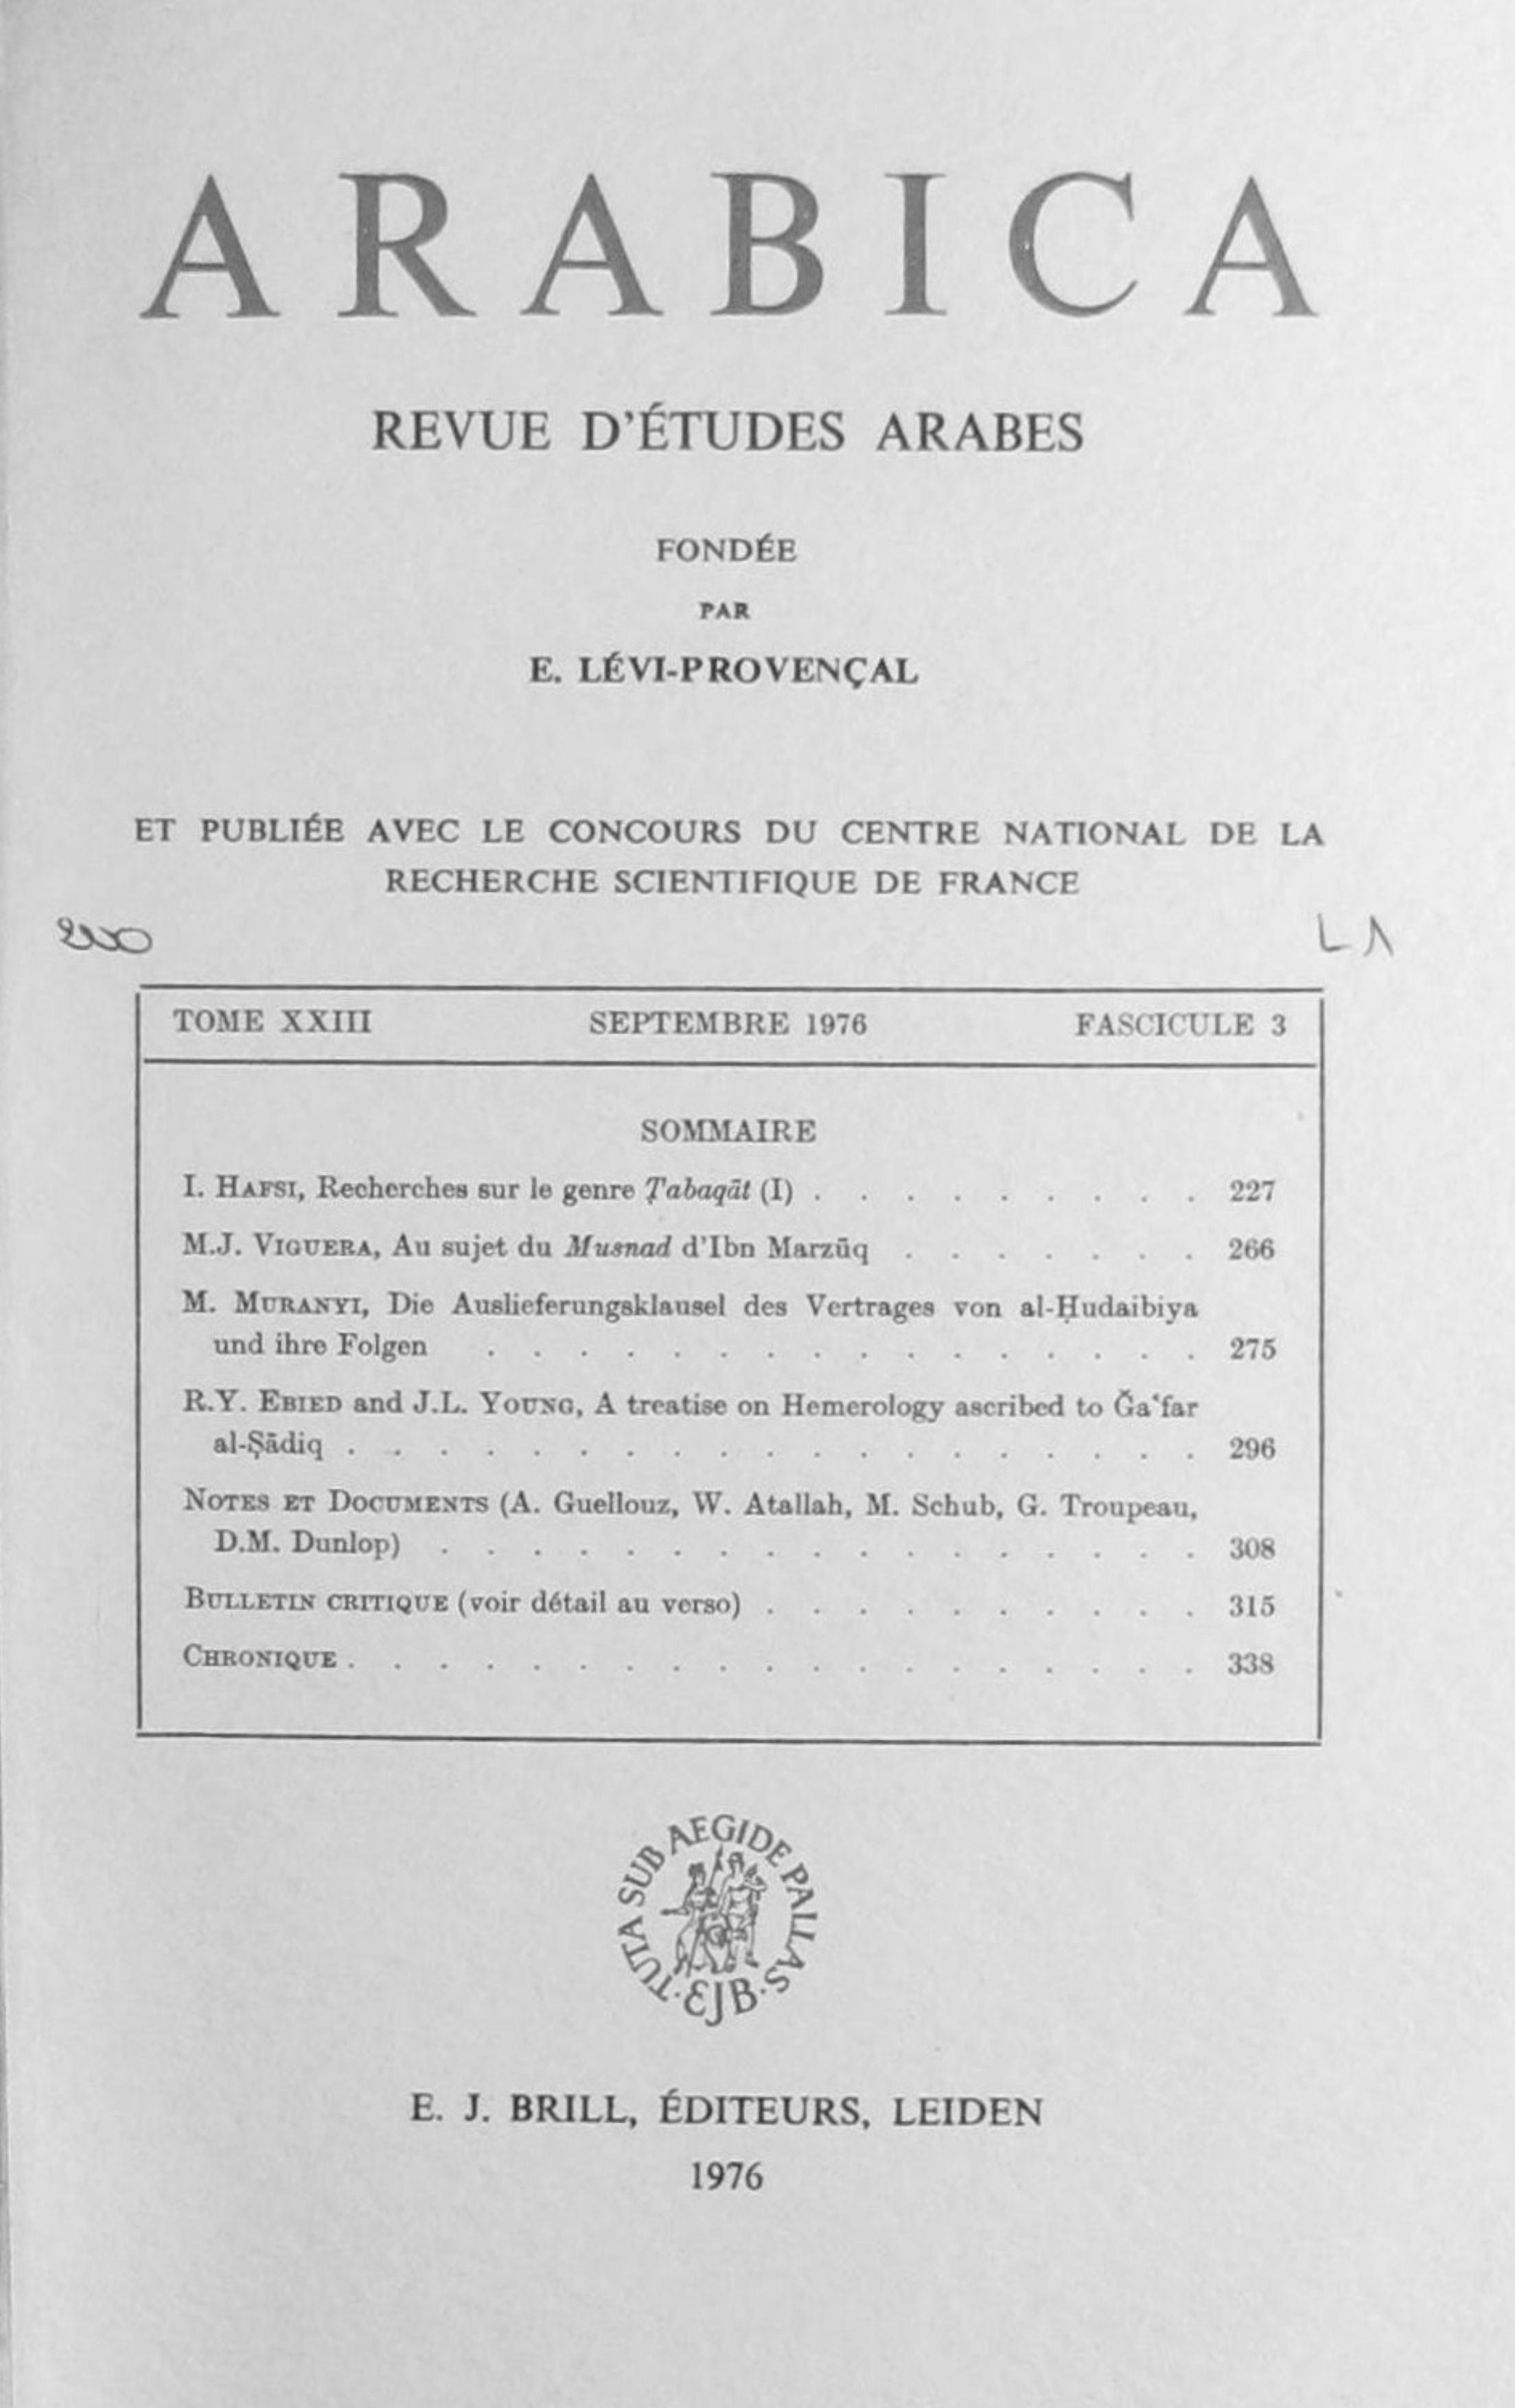 ARABICA
REVUE D'ÉTUDES ARABES
FONDÉE
PAR
E. LÉVI-PROVENÇAL
ET PUBLIÉE AVEC LE CONCOURS DU CENTRE NATIONAL DE LA
RECHERCHE SCIENTIFIQUE DE FRANCE
L1
TOME XXIII SEPTEMBRE 1976 FASCICULE 3
SOMMAIRE
I. HAFSI, Recherches sur le genre Ṭabaqāt (I) . . . . . . . . . 227
M.J. VIGUERA, Au sujet du Musnad d'Ibn Marzūq . . . . . . . 266
M. MURANYI, Die Auslieferungsklausel des Vertrages von al-Ḥudaibiya
und ihre Folgen . . . . . . . . . . . . . . . . 275
R.Y. EBIED and J.L. YOUNG, A treatise on Hemerology ascribed to Ǧaʿfar
al-Ṣādiq . . . . . . . . . . . . . . . . . . . 296
NOTES ET DOCUMENTS (A. Guellouz, W. Atallah, M. Schub, G. Troupeau,
D.M. Dunlop) . . . . . . . . . . . . . . . . . 308
BULLETIN CRITIQUE (voir détail au verso) . . . . . . . . . . 315
CHRONIQUE . . . . . . . . . . . . . . . . . . . 338
TUTA SUB AEGIDE PALLAS
·EJB·
E. J. BRILL, ÉDITEURS, LEIDEN
1976